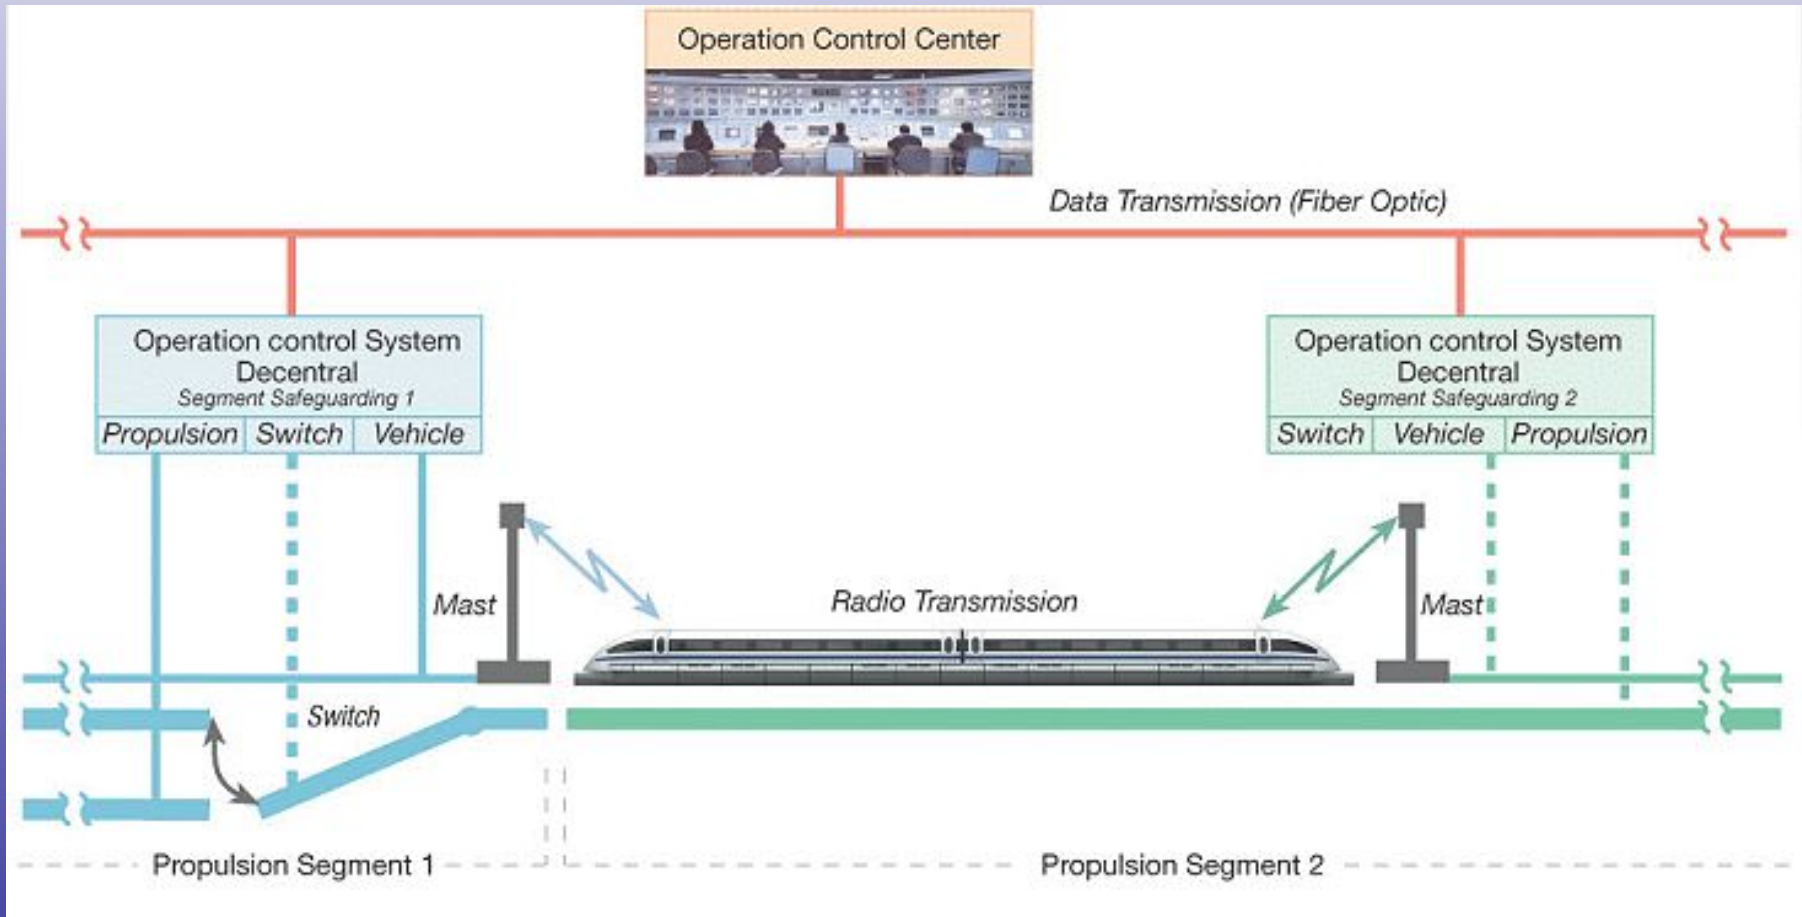 Operation Control Center
Data Transmission (Fiber Optic)
Operation control System
Decentral
Segment Safeguarding 1
Propulsion Switch Vehicle
Operation control System
Decentral
Segment Safeguarding 2
Switch Vehicle Propulsion
Mast
Radio Transmission
Mast
Switch
Propulsion Segment 1
Propulsion Segment 2